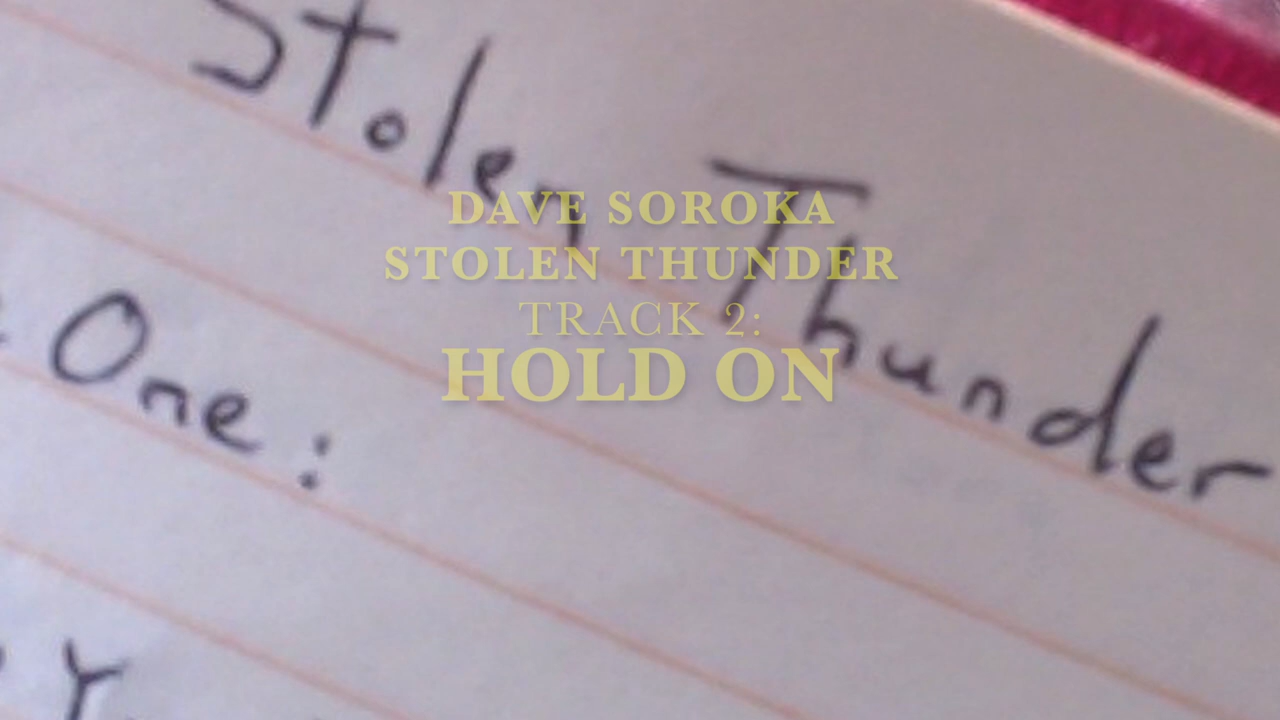 Stolen Thunder
DAVE SOROKA
STOLEN THUNDER
TRACK 2:
HOLD ON
One: